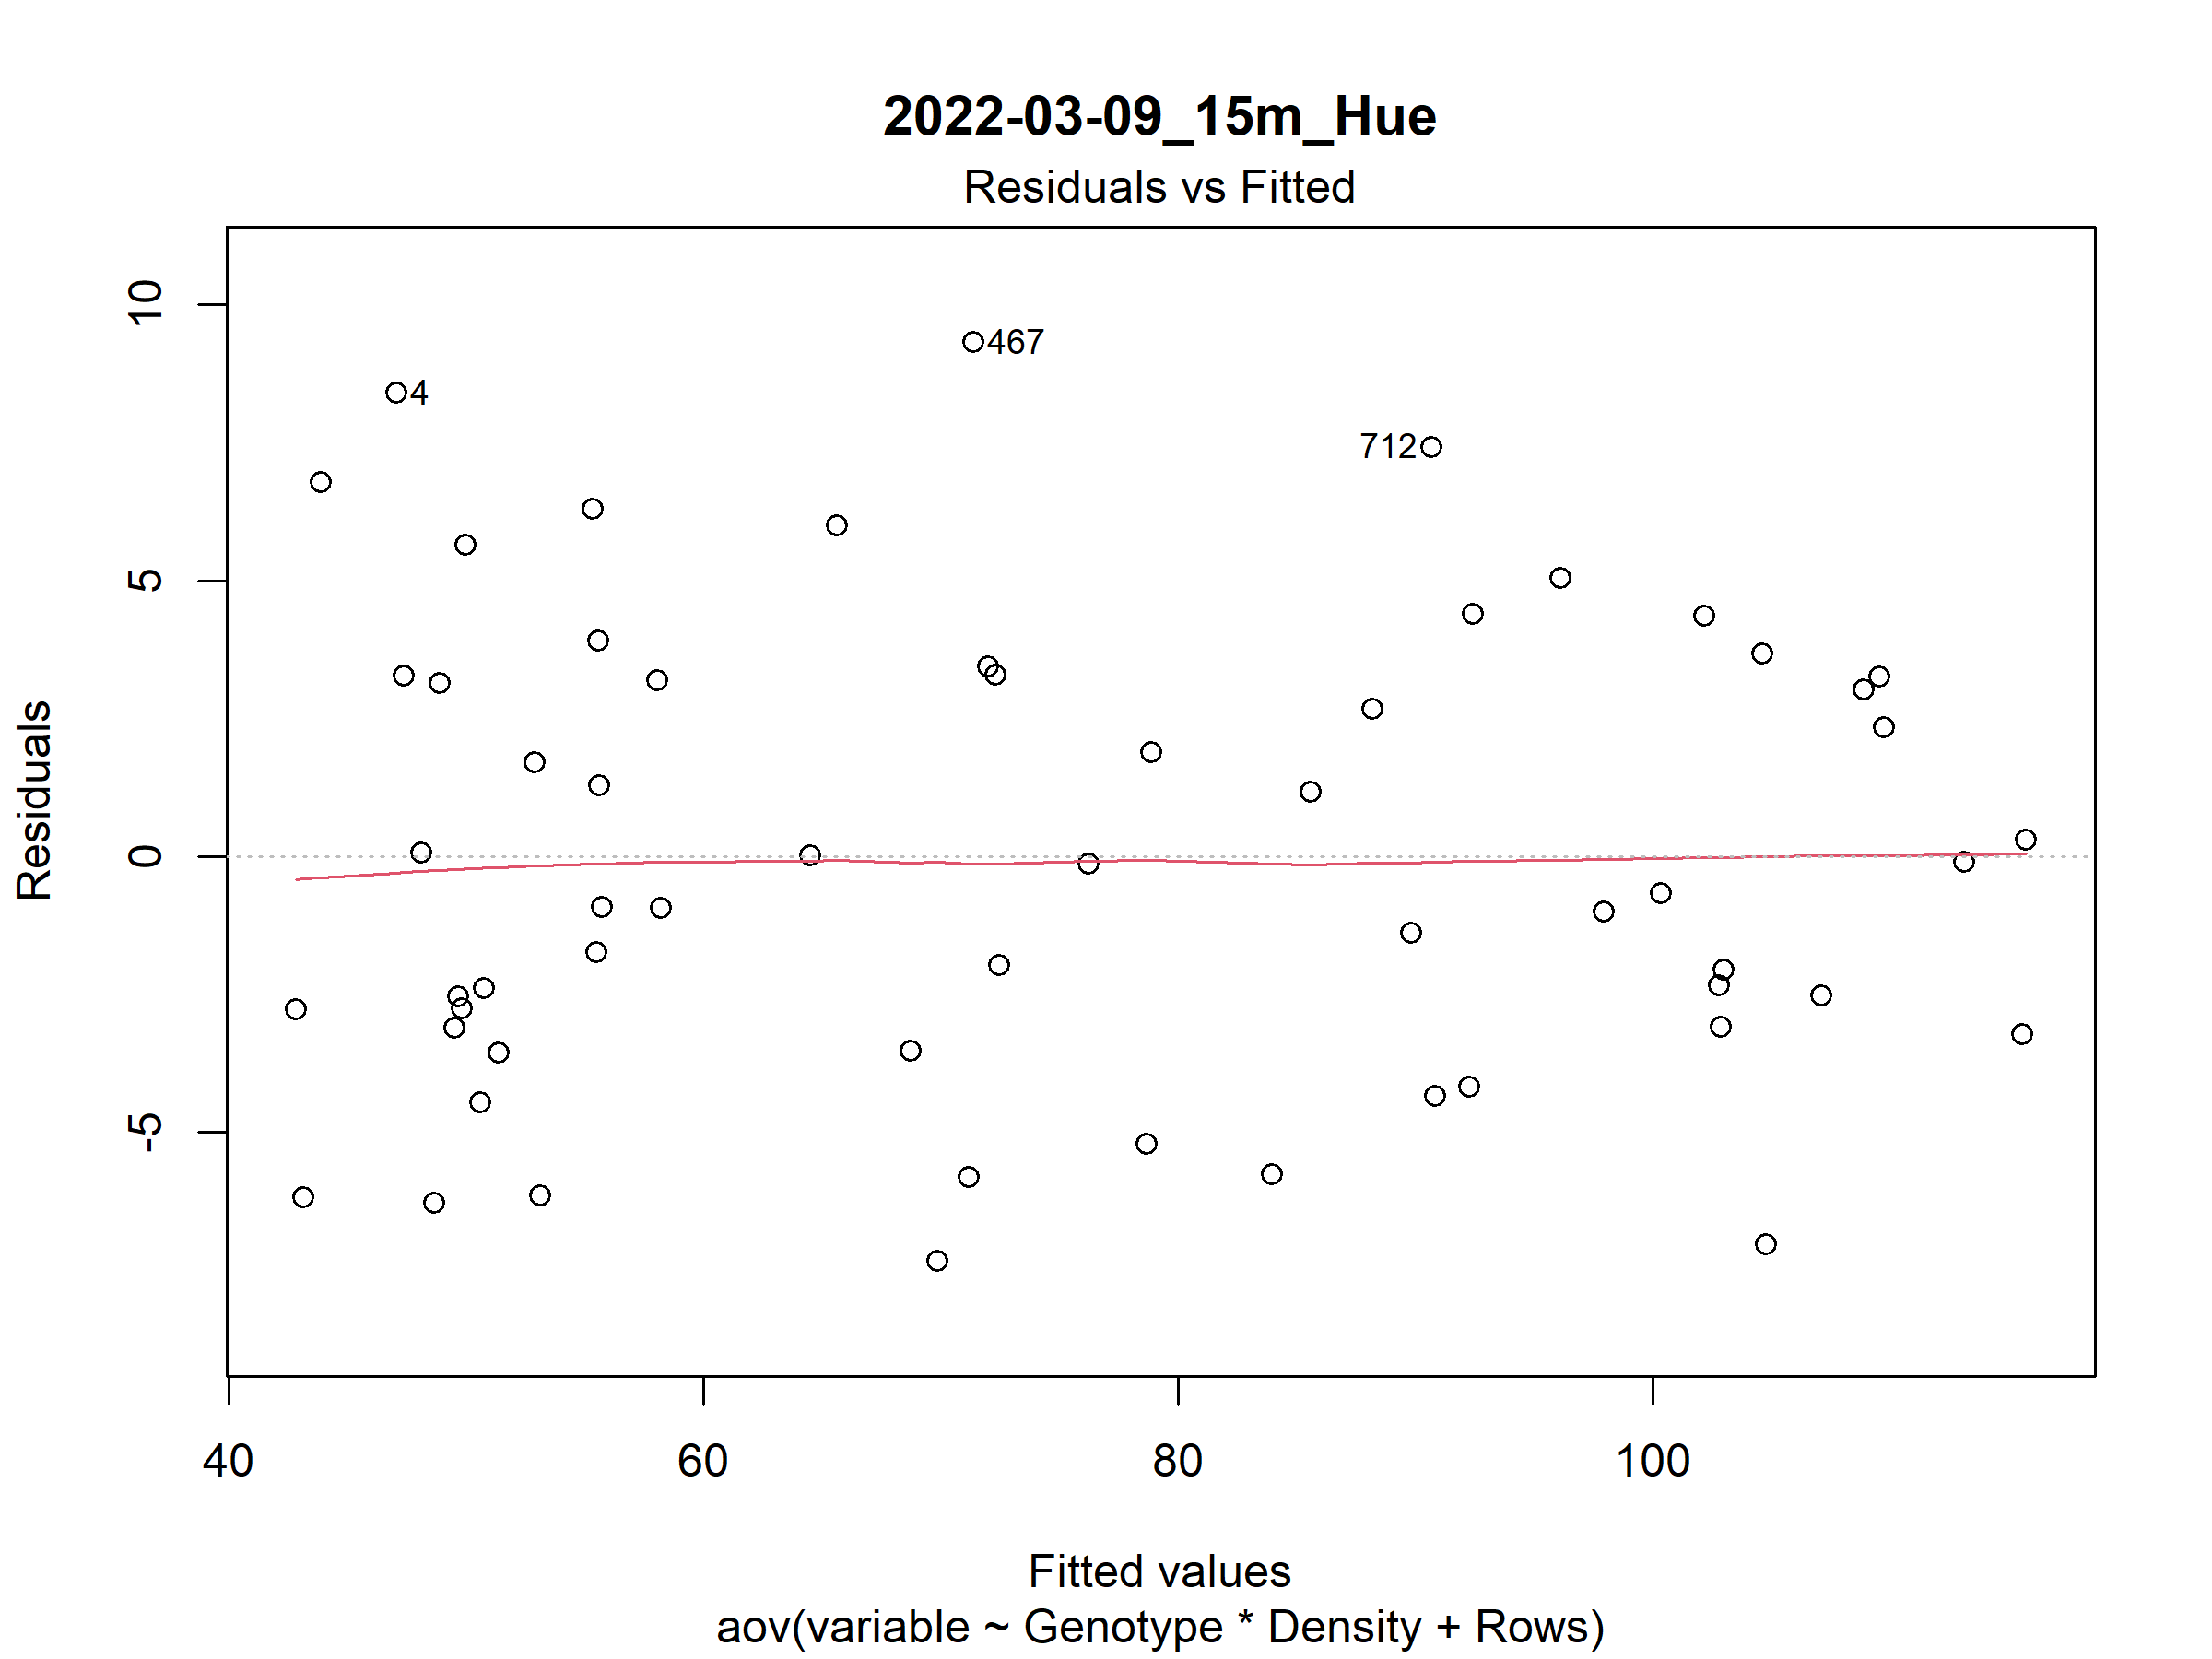 2022-03-09_15m_Hue
Residuals vs Fitted
10
5
0
-5
Residuals
467
4
712
40 60 80 100
Fitted values
aov(variable ~ Genotype * Density + Rows)